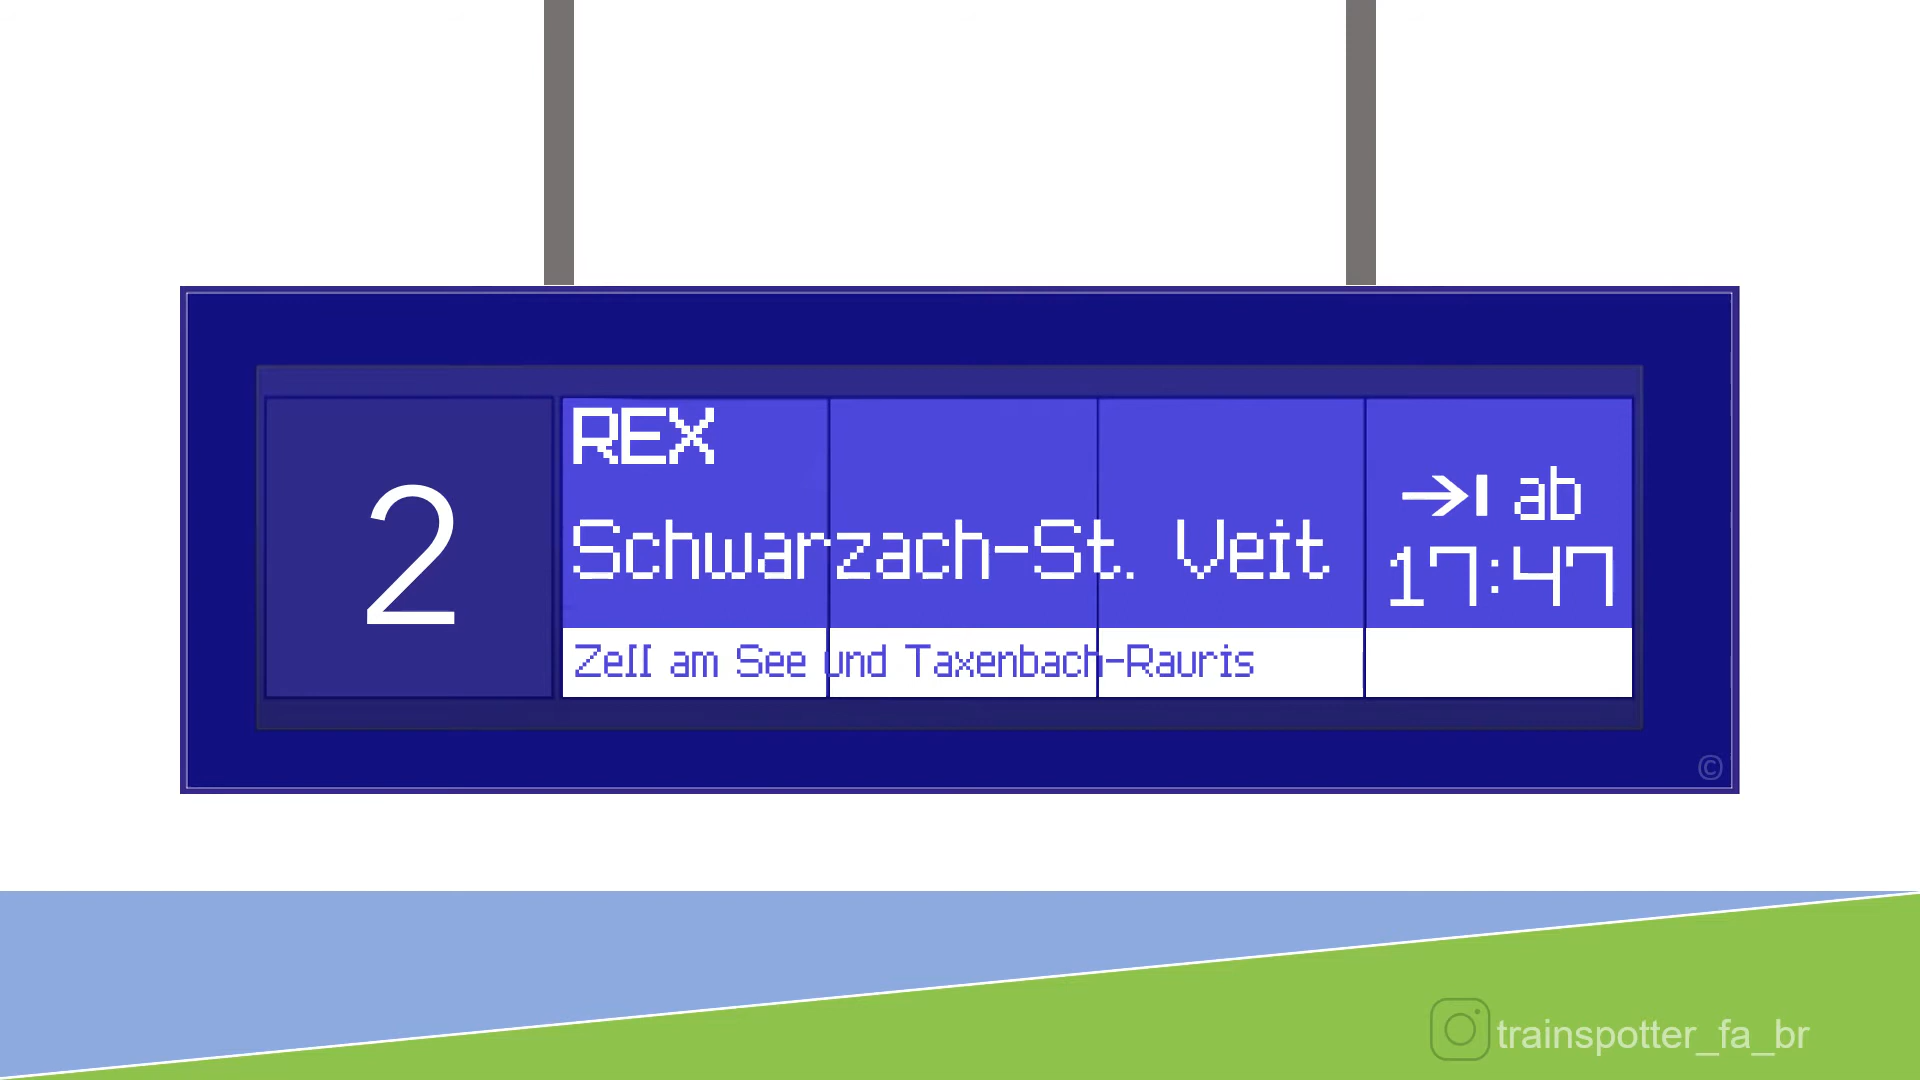 2
REX
Schwarzach-St. Veit
→| ab
17:47
Zell am See und Taxenbach-Rauris
©
trainspotter_fa_br